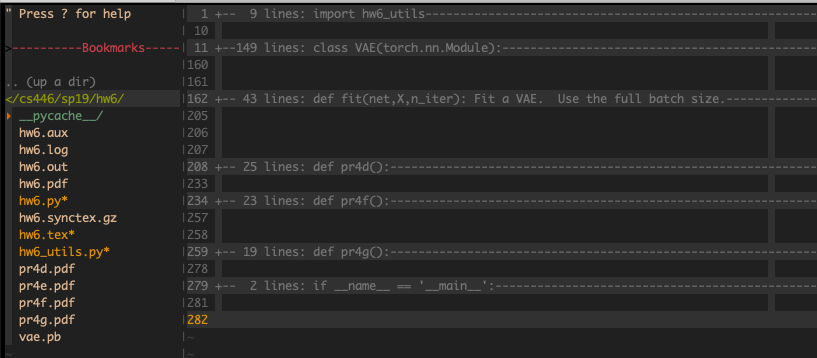 " Press ? for help
>----------Bookmarks-----
.. (up a dir)
</cs446/sp19/hw6/
▸ __pycache__/
hw6.aux
hw6.log
hw6.out
hw6.pdf
hw6.py*
hw6.synctex.gz
hw6.tex*
hw6_utils.py*
pr4d.pdf
pr4e.pdf
pr4f.pdf
pr4g.pdf
vae.pb
~
1 +--  9 lines: import hw6_utils----------------------------------------------------
10
11 +--149 lines: class VAE(torch.nn.Module):------------------------------------------
160
161
162 +-- 43 lines: def fit(net,X,n_iter): Fit a VAE.  Use the full batch size.-------------
205
206
207
208 +-- 25 lines: def pr4d():---------------------------------------------------------
233
234 +-- 23 lines: def pr4f():---------------------------------------------------------
257
258
259 +-- 19 lines: def pr4g():---------------------------------------------------------
278
279 +--  2 lines: if __name__ == '__main__':-------------------------------------------
281
282
~
~